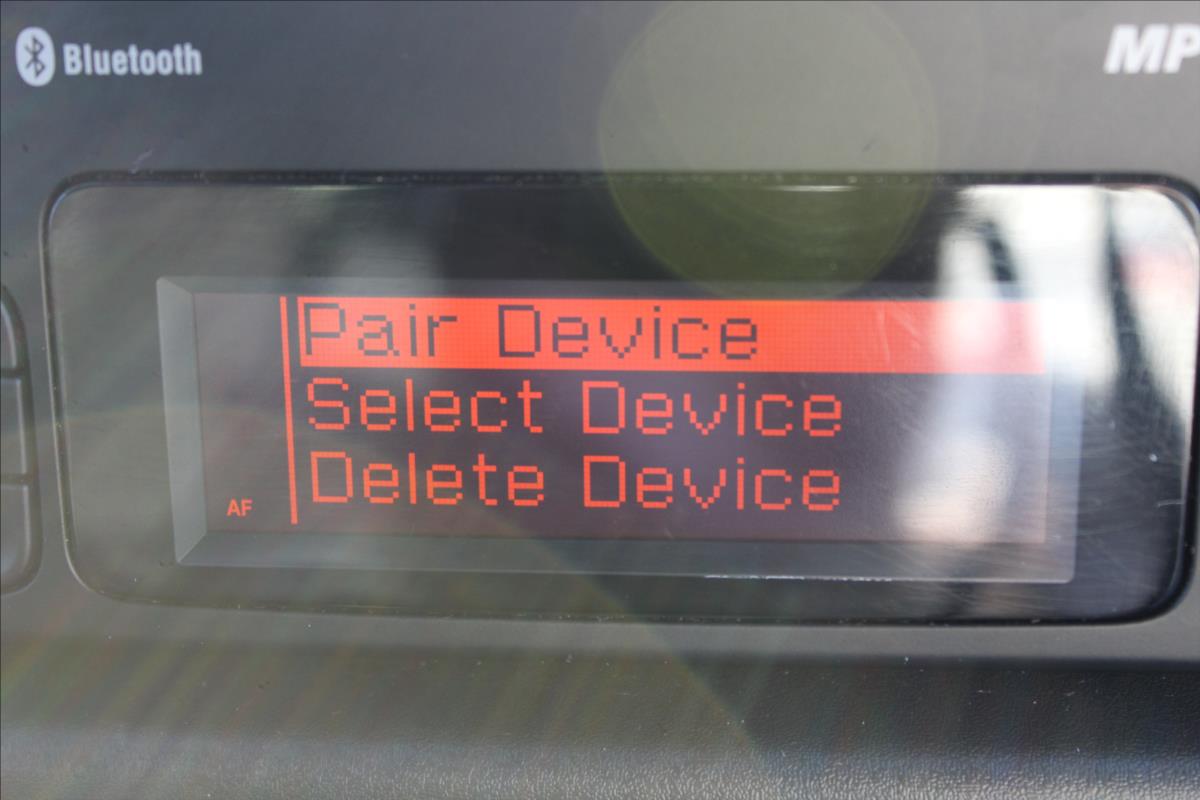 Bluetooth
MP
Pair Device
Select Device
Delete Device
AF